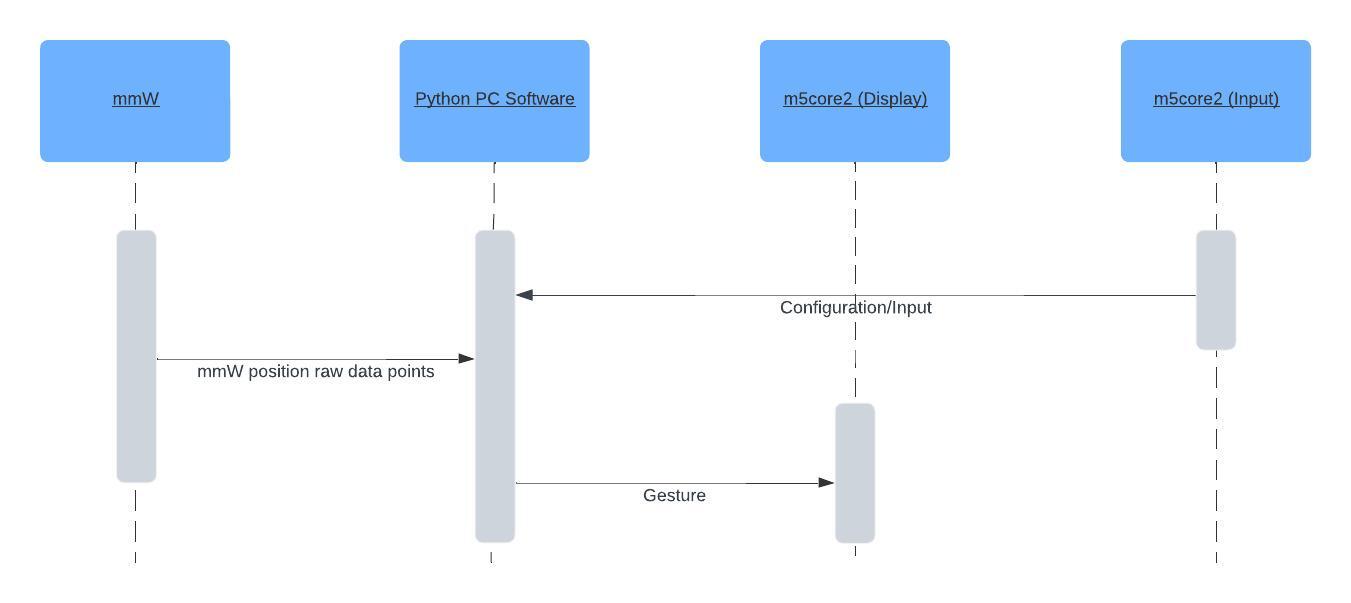 mmW
Python PC Software
m5core2 (Display)
m5core2 (Input)
Configuration/Input
mmW position raw data points
Gesture